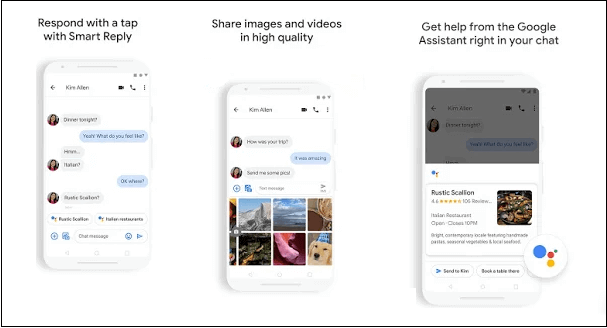 Respond with a tap
with Smart Reply
Kim Allen
Dinner tonight?
Yeah! What do you feel like?
Hmm...
Italian?
OK where?
Rustic Scallion?
Rustic Scallion
Italian restaurants
Chat message
Share images and videos
in high quality
Kim Allen
How was your trip?
It was amazing
Send me some pics!
Text message
Get help from the Google
Assistant right in your chat
Kim Allen
Dinner tonight?
Yeah! What do you feel like?
Rustic Scallion
4.6 ★★★★★ 105 Review...
Italian Restaurant
Open · Closes 10PM
Bright, contemporary locale featuring handmade
pastas, seasonal vegetables & local seafood.
Send to Kim
Book a table there